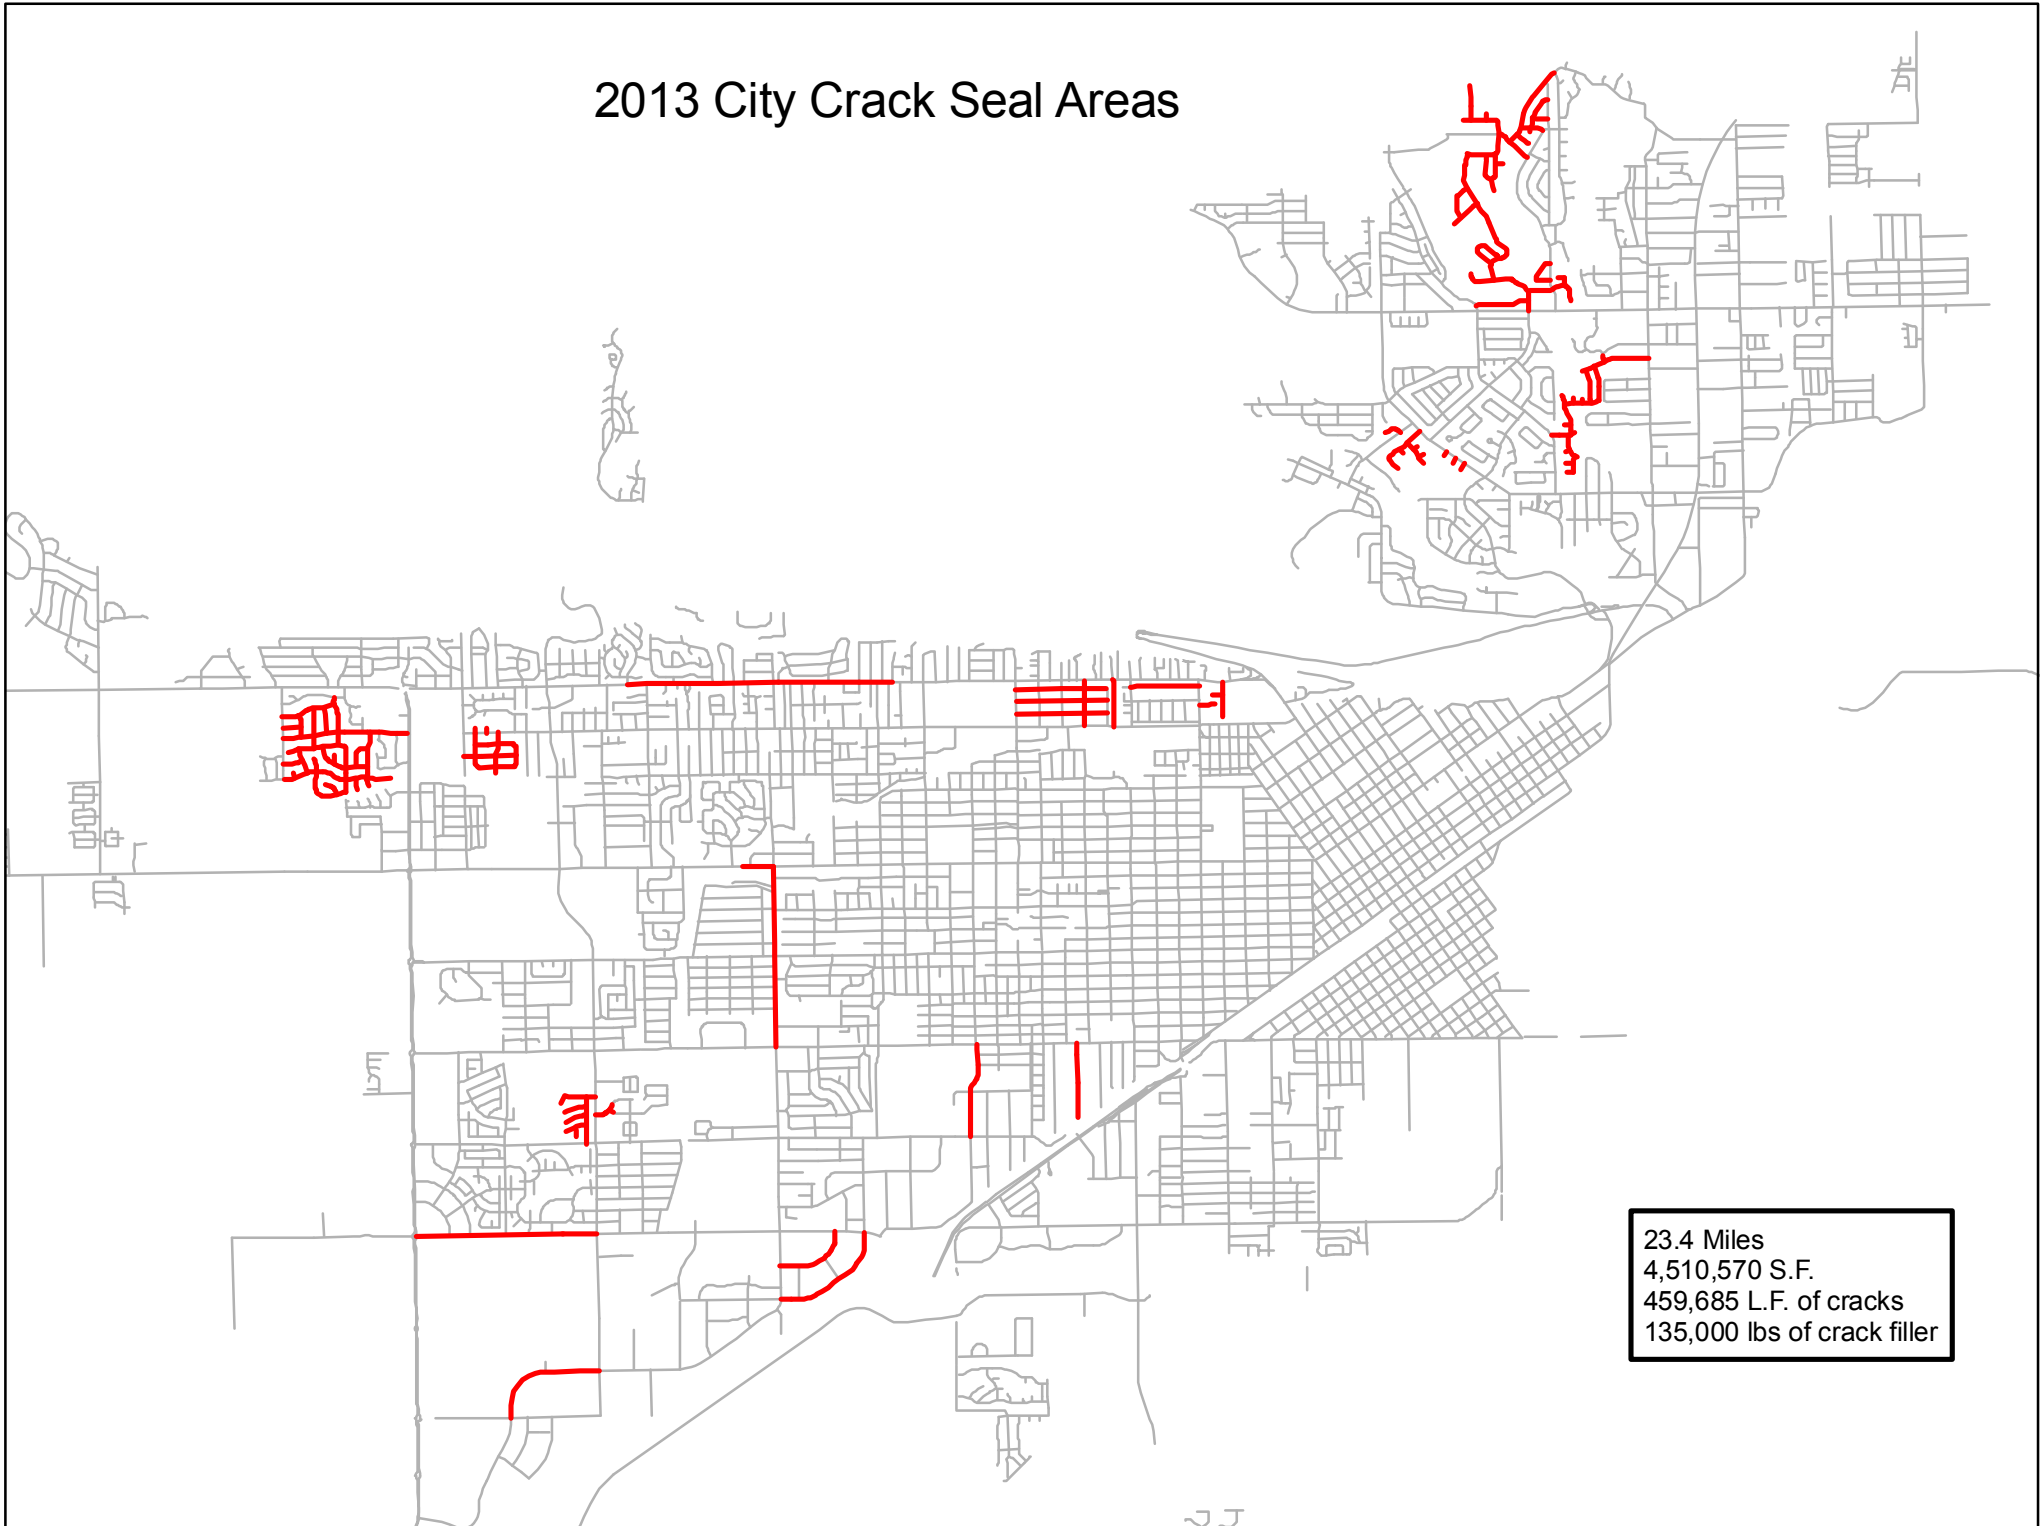 2013 City Crack Seal Areas
23.4 Miles
4,510,570 S.F.
459,685 L.F. of cracks
135,000 lbs of crack filler